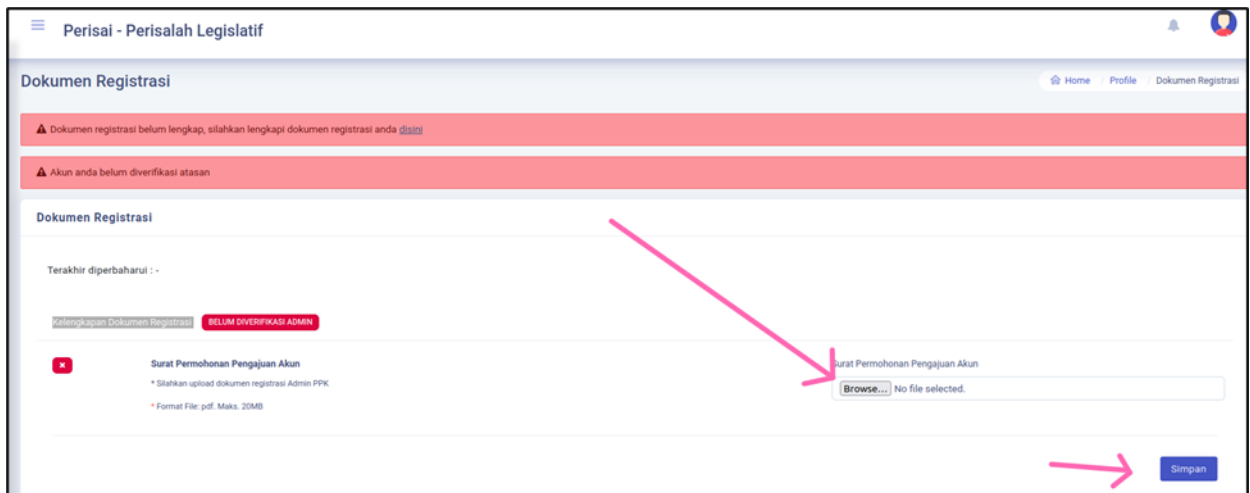 Perisai - Perisalah Legislatif
Dokumen Registrasi
Home / Profile / Dokumen Registrasi
Dokumen registrasi belum lengkap, silahkan lengkapi dokumen registrasi anda disini
Akun anda belum diverifikasi atasan
Dokumen Registrasi
Terakhir diperbaharui : -
Kelengkapan Dokumen Registrasi BELUM DIVERIFIKASI ADMIN
Surat Permohonan Pengajuan Akun
* Silahkan upload dokumen registrasi Admin PPK
* Format File: pdf. Maks. 20MB
Surat Permohonan Pengajuan Akun
Browse... No file selected.
Simpan